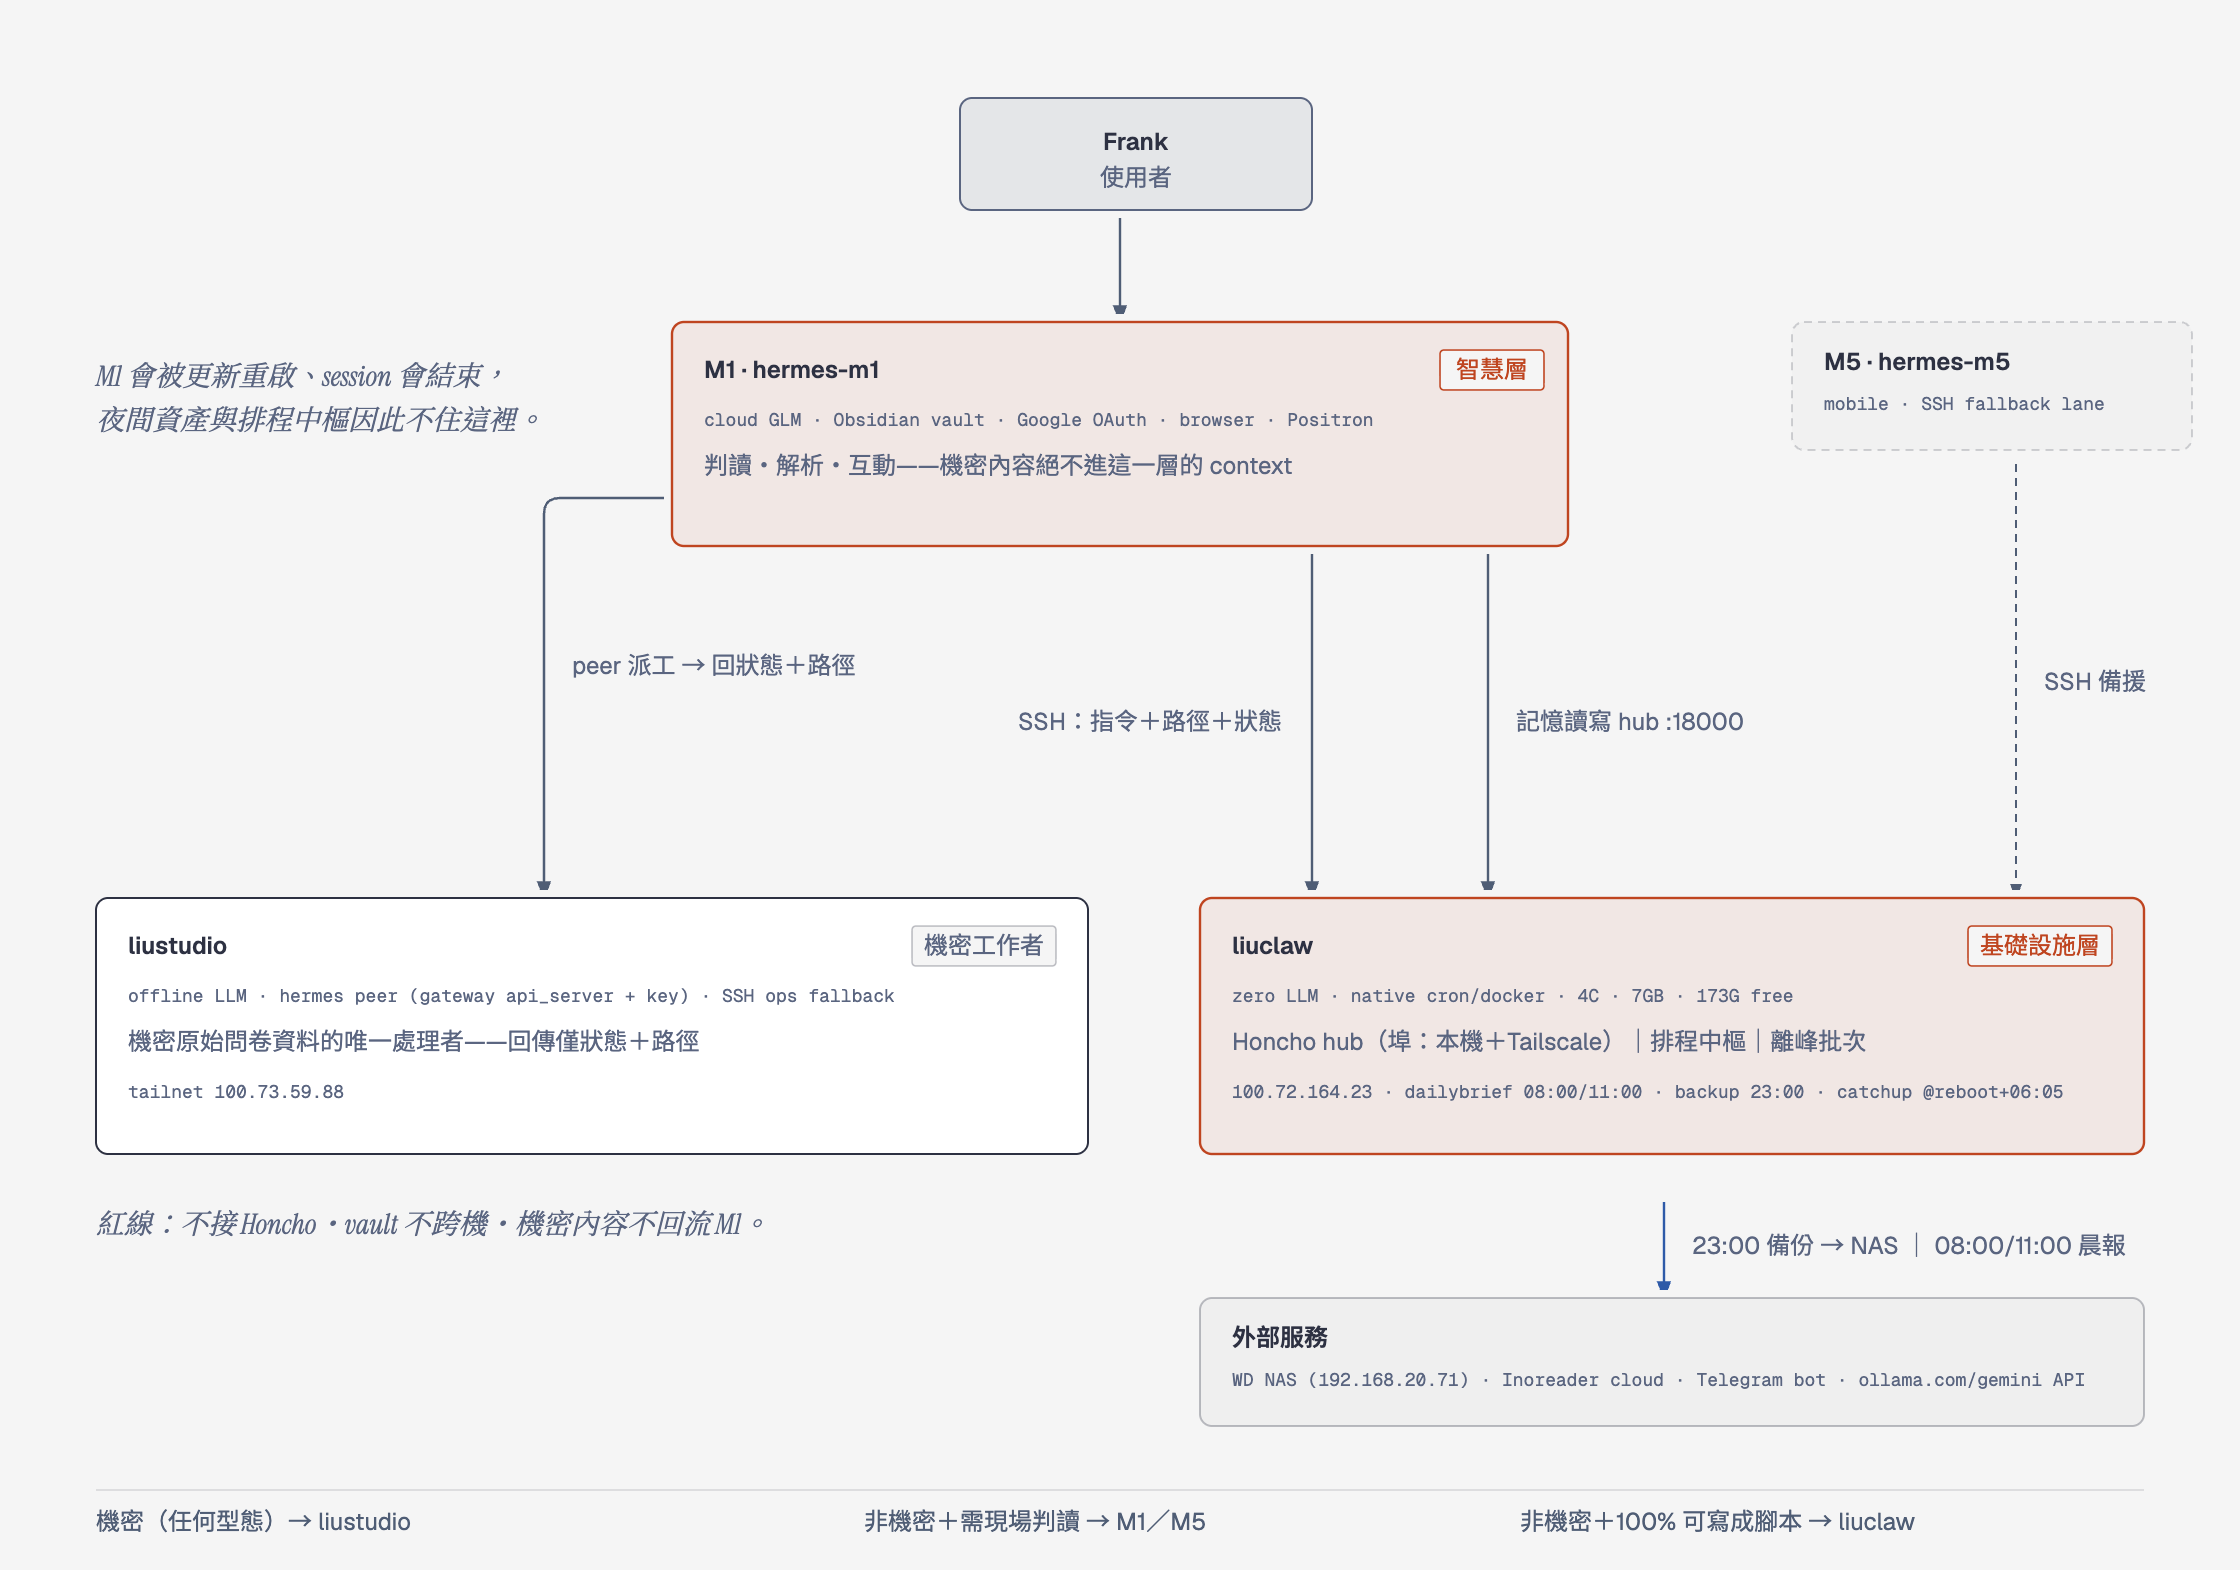 Frank
使用者
M1 · hermes-m1
智慧層
cloud GLM · Obsidian vault · Google OAuth · browser · Positron
判讀・解析・互動——機密內容絕不進這一層的 context
M1 會被更新重啟、session 會結束，
夜間資產與排程中樞因此不住這裡。
M5 · hermes-m5
mobile · SSH fallback lane
peer 派工 → 回狀態＋路徑
SSH：指令＋路徑＋狀態
記憶讀寫 hub :18000
SSH 備援
liustudio
機密工作者
offline LLM · hermes peer (gateway api_server + key) · SSH ops fallback
機密原始問卷資料的唯一處理者——回傳僅狀態＋路徑
tailnet 100.73.59.88
liuclaw
基礎設施層
zero LLM · native cron/docker · 4C · 7GB · 173G free
Honcho hub（埠：本機＋Tailscale）｜排程中樞｜離峰批次
100.72.164.23 · dailybrief 08:00/11:00 · backup 23:00 · catchup @reboot+06:05
紅線：不接 Honcho・vault 不跨機・機密內容不回流 M1。
23:00 備份 → NAS ｜ 08:00/11:00 晨報
外部服務
WD NAS (192.168.20.71) · Inoreader cloud · Telegram bot · ollama.com/gemini API
機密（任何型態）→ liustudio
非機密＋需現場判讀 → M1／M5
非機密＋100% 可寫成腳本 → liuclaw